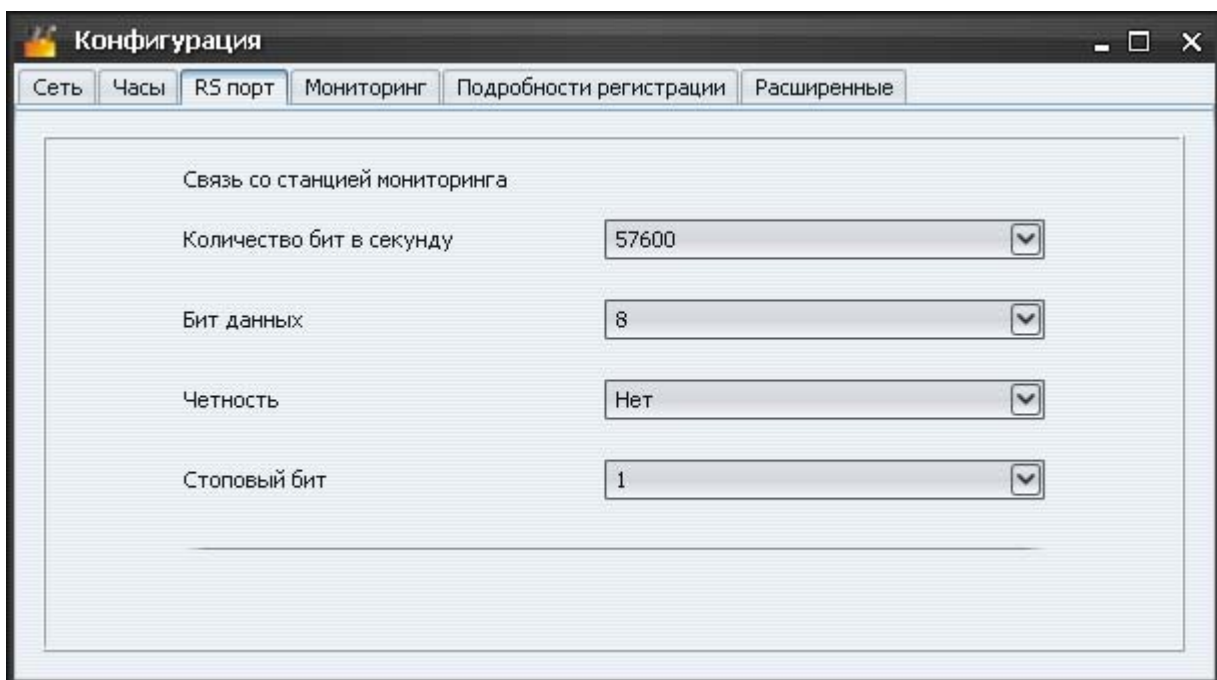 Конфигурация
Сеть Часы RS порт Мониторинг Подробности регистрации Расширенные
Связь со станцией мониторинга
Количество бит в секунду 57600
Бит данных 8
Четность Нет
Стоповый бит 1